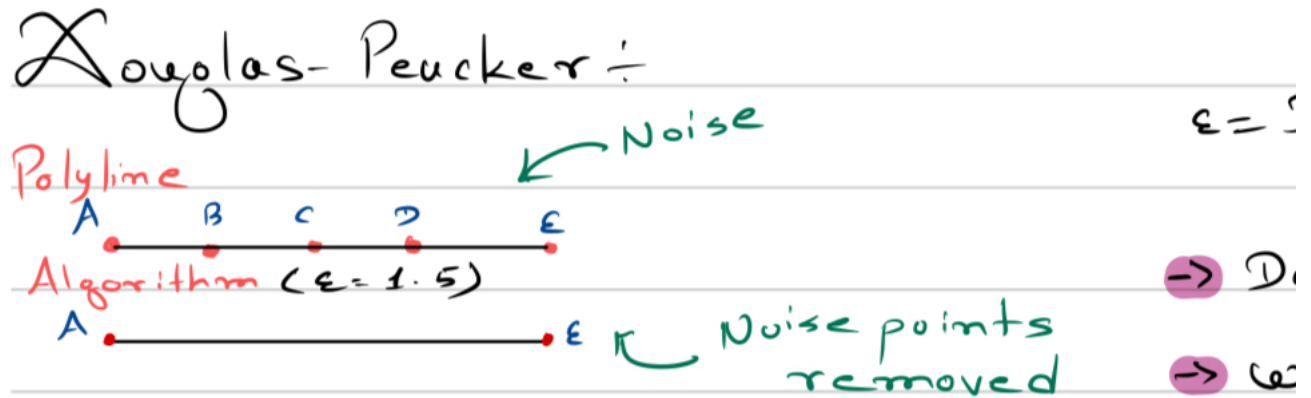 Douglas-Peucker ÷
Noise
ε =
Polyline
A B C D E
Algorithm (ε = 1.5)
->
A E
Noise points
removed
->